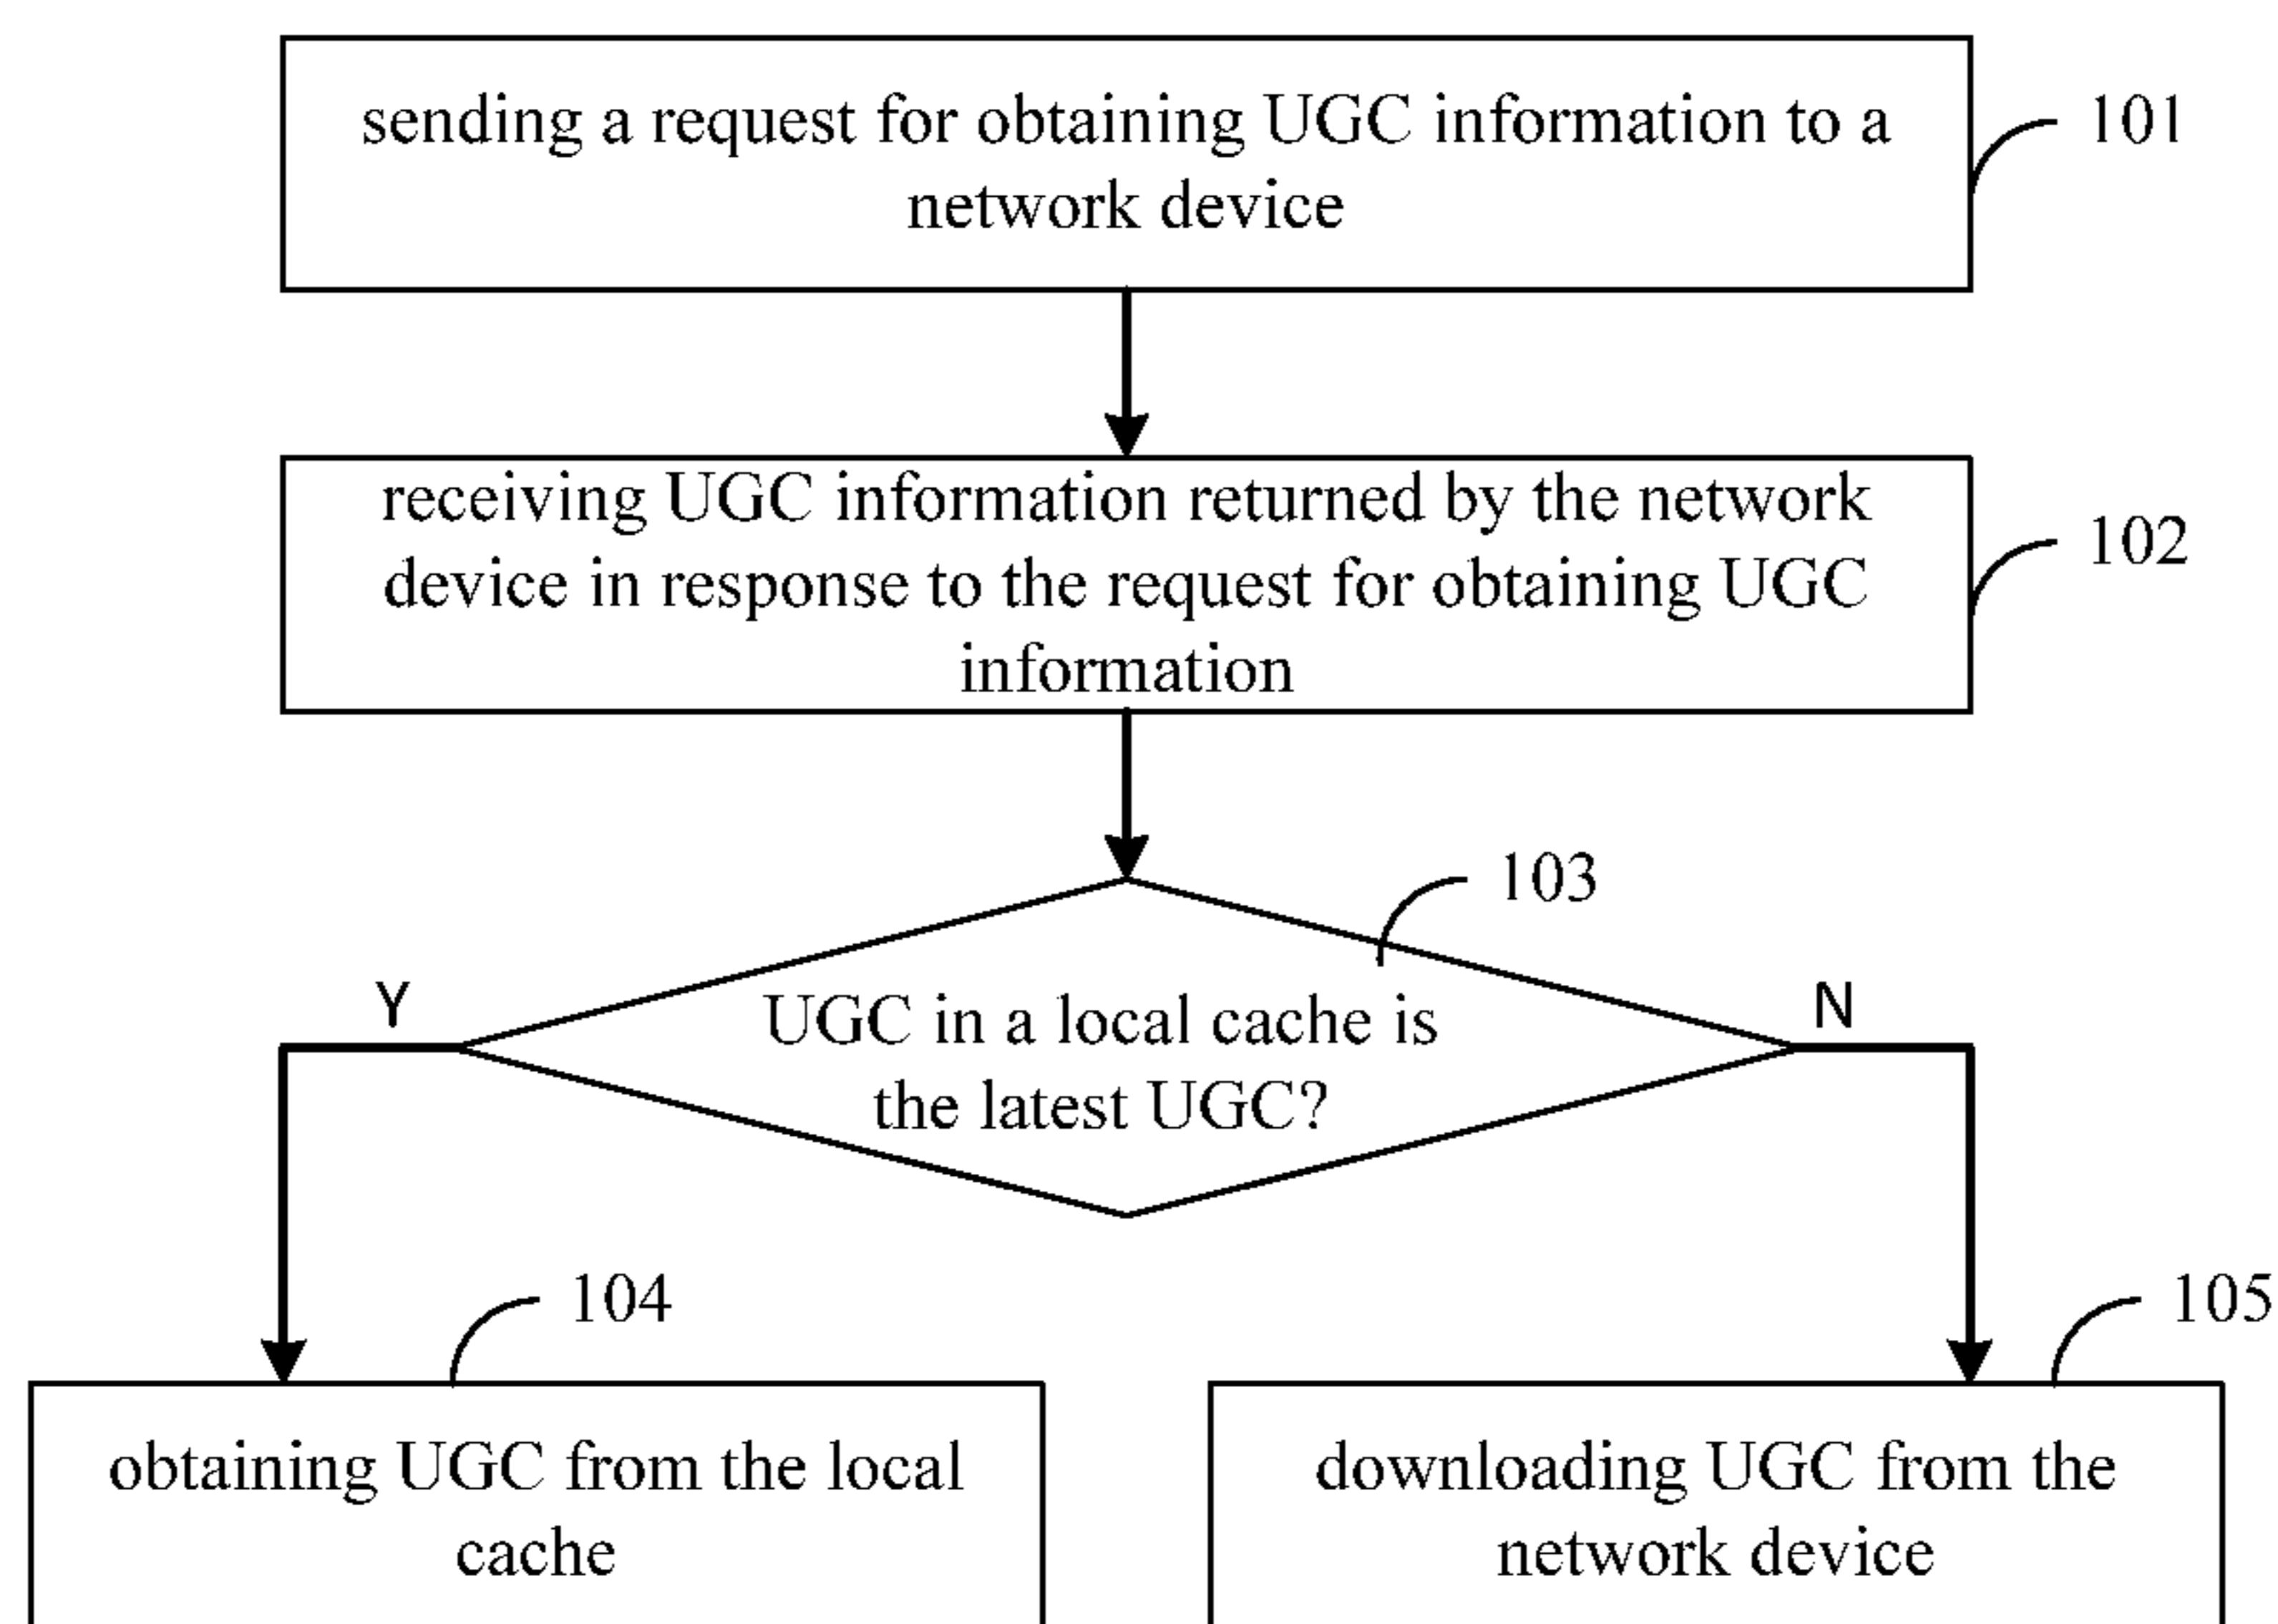 sending a request for obtaining UGC information to a
network device
101
receiving UGC information returned by the network
device in response to the request for obtaining UGC
information
102
103
Y
N
UGC in a local cache is
the latest UGC?
104
105
obtaining UGC from the local
cache
downloading UGC from the
network device